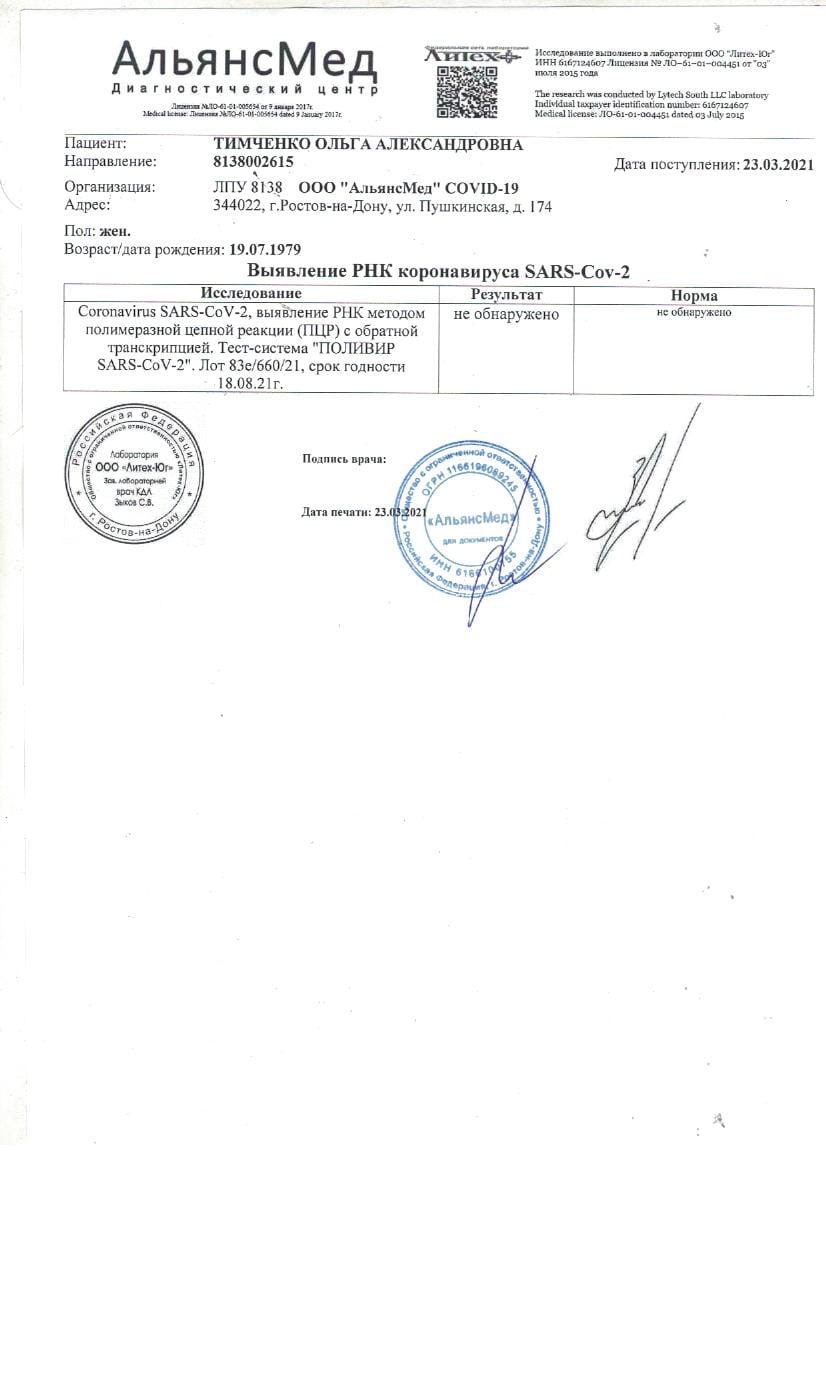 АльянсМед
Диагностический центр
Лицензия №ЛО-61-01-005654 от 9 января 2017г.
Medical license: Лицензия №ЛО-61-01-005654 dated 9 January 2017г.
Федеральная сеть лабораторий
Литех
Исследование выполнено в лаборатории ООО "Литех-Юг"
ИНН 6167124607 Лицензия № ЛО-61-01-004451 от "03"
июля 2015 года
The research was conducted by Lytech South LLC laboratory
Individual taxpayer identification number: 6167124607
Medical license: ЛО-61-01-004451 dated 03 July 2015
Пациент: ТИМЧЕНКО ОЛЬГА АЛЕКСАНДРОВНА
Направление: 8138002615
Дата поступления: 23.03.2021
Организация: ЛПУ 8138 ООО "АльянсМед" COVID-19
Адрес: 344022, г.Ростов-на-Дону, ул. Пушкинская, д. 174
Пол: жен.
Возраст/дата рождения: 19.07.1979
Выявление РНК коронавируса SARS-Cov-2
Исследование Результат Норма
Coronavirus SARS-CoV-2, выявление РНК методом не обнаружено не обнаружено
полимеразной цепной реакции (ПЦР) с обратной
транскрипцией. Тест-система "ПОЛИВИР
SARS-CoV-2". Лот 83е/660/21, срок годности
18.08.21г.
Российская Федерация
Общество с ограниченной ответственностью «Литех-Юг»
Лаборатория
ООО «Литех-Юг»
Зав. лабораторией
врач КДЛ
Зыков С.В.
г. Ростов-на-Дону
Подпись врача:
Дата печати: 23.03.2021
Общество с ограниченной ответственностью
ОГРН 1166196089245
«АльянсМед»
для документов
ИНН
Российская Федерация, г. Ростов-на-Дону